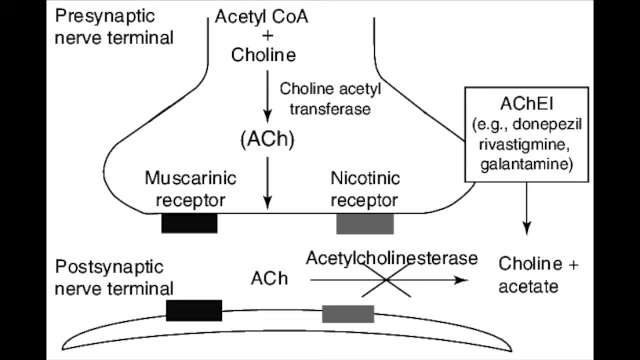 Presynaptic
nerve terminal
Acetyl CoA
+
Choline
Choline acetyl
transferase
(ACh)
AChEI
(e.g., donepezil
rivastigmine,
galantamine)
Muscarinic
receptor
Nicotinic
receptor
Postsynaptic
nerve terminal
ACh
Acetylcholinesterase
Choline +
acetate